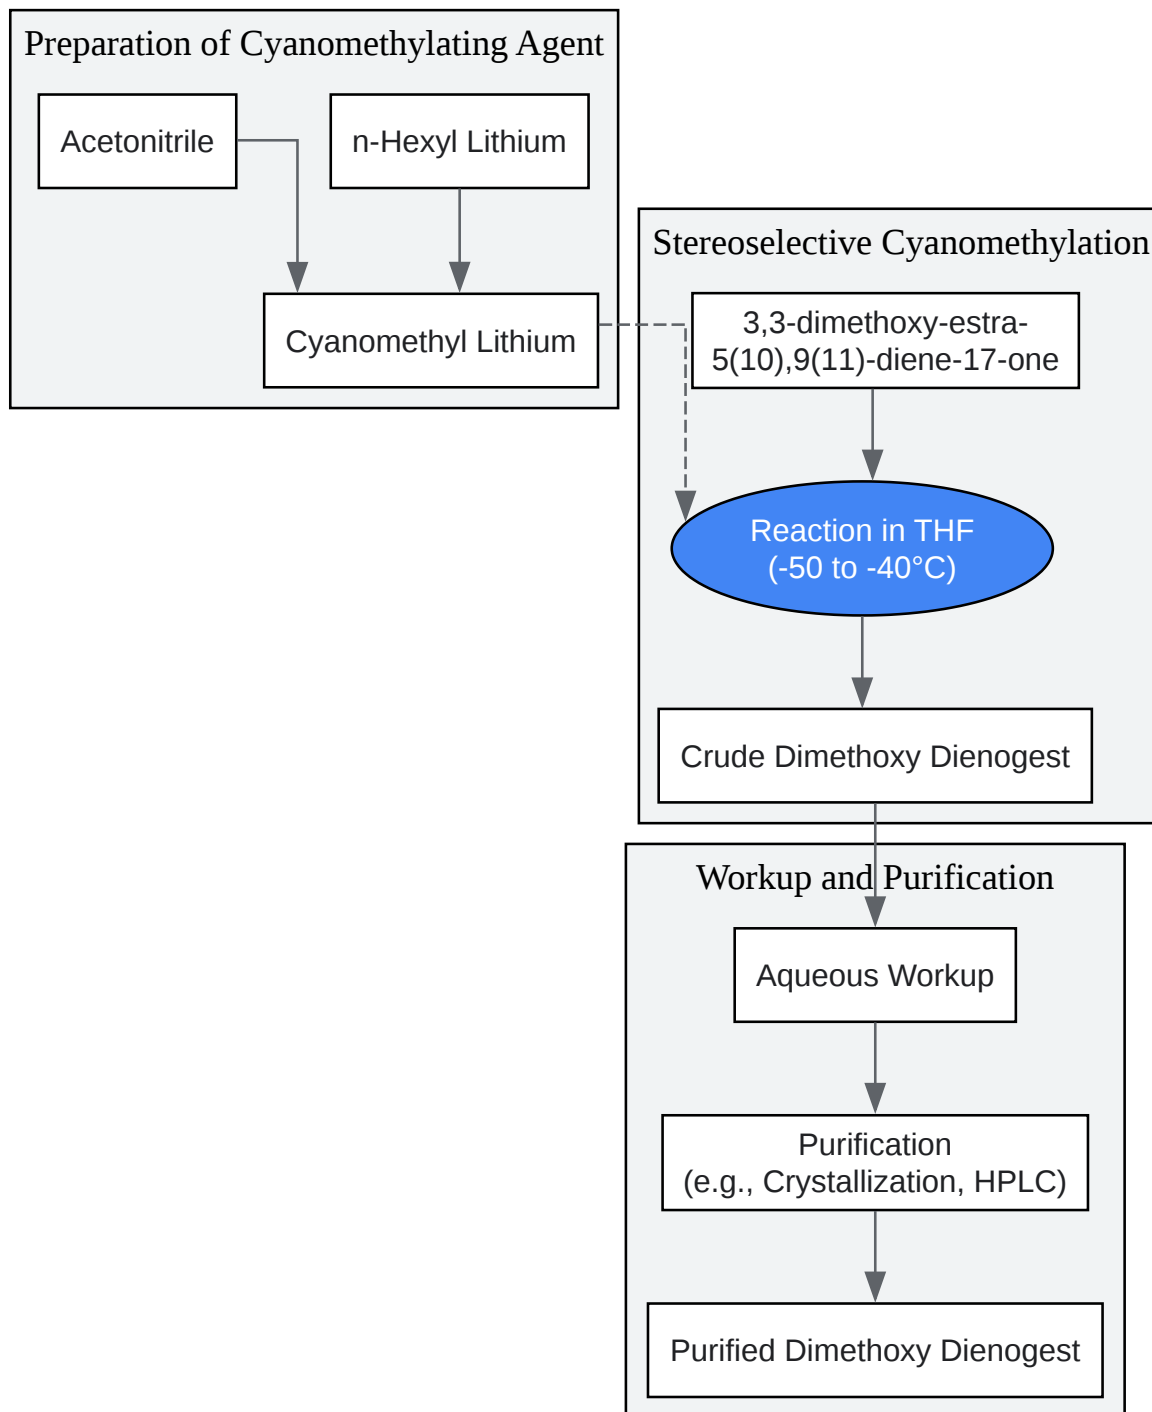 Preparation of Cyanomethylating Agent
Acetonitrile
n-Hexyl Lithium
Cyanomethyl Lithium
Stereoselective Cyanomethylation
3,3-dimethoxy-estra-
5(10),9(11)-diene-17-one
Reaction in THF
(-50 to -40°C)
Crude Dimethoxy Dienogest
Workup and Purification
Aqueous Workup
Purification
(e.g., Crystallization, HPLC)
Purified Dimethoxy Dienogest